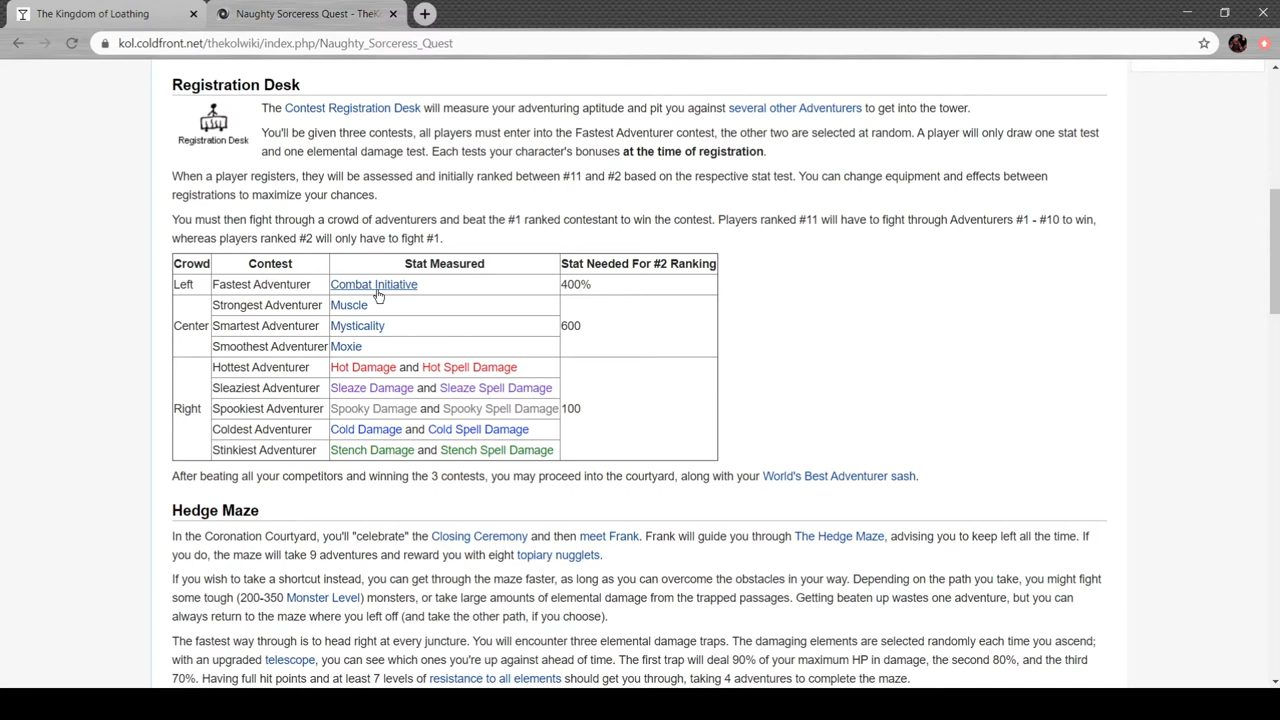 The Kingdom of Loathing
Naughty Sorceress Quest - TheK
kol.coldfront.net/thekolwiki/index.php/Naughty_Sorceress_Quest
Registration Desk
Registration Desk
The Contest Registration Desk will measure your adventuring aptitude and pit you against several other Adventurers to get into the tower.
You'll be given three contests, all players must enter into the Fastest Adventurer contest, the other two are selected at random. A player will only draw one stat test
and one elemental damage test. Each tests your character's bonuses at the time of registration.
When a player registers, they will be assessed and initially ranked between #11 and #2 based on the respective stat test. You can change equipment and effects between
registrations to maximize your chances.
You must then fight through a crowd of adventurers and beat the #1 ranked contestant to win the contest. Players ranked #11 will have to fight through Adventurers #1 - #10 to win,
whereas players ranked #2 will only have to fight #1.
Crowd Contest Stat Measured Stat Needed For #2 Ranking
Left Fastest Adventurer Combat Initiative 400%
Strongest Adventurer Muscle
Center Smartest Adventurer Mysticality 600
Smoothest Adventurer Moxie
Hottest Adventurer Hot Damage and Hot Spell Damage
Sleaziest Adventurer Sleaze Damage and Sleaze Spell Damage
Right Spookiest Adventurer Spooky Damage and Spooky Spell Damage 100
Coldest Adventurer Cold Damage and Cold Spell Damage
Stinkiest Adventurer Stench Damage and Stench Spell Damage
After beating all your competitors and winning the 3 contests, you may proceed into the courtyard, along with your World's Best Adventurer sash.
Hedge Maze
In the Coronation Courtyard, you'll "celebrate" the Closing Ceremony and then meet Frank. Frank will guide you through The Hedge Maze, advising you to keep left all the time. If
you do, the maze will take 9 adventures and reward you with eight topiary nugglets.
If you wish to take a shortcut instead, you can get through the maze faster, as long as you can overcome the obstacles in your way. Depending on the path you take, you might fight
some tough (200-350 Monster Level) monsters, or take large amounts of elemental damage from the trapped passages. Getting beaten up wastes one adventure, but you can
always return to the maze where you left off (and take the other path, if you choose).
The fastest way through is to head right at every juncture. You will encounter three elemental damage traps. The damaging elements are selected randomly each time you ascend;
with an upgraded telescope, you can see which ones you're up against ahead of time. The first trap will deal 90% of your maximum HP in damage, the second 80%, and the third
70%. Having full hit points and at least 7 levels of resistance to all elements should get you through, taking 4 adventures to complete the maze.